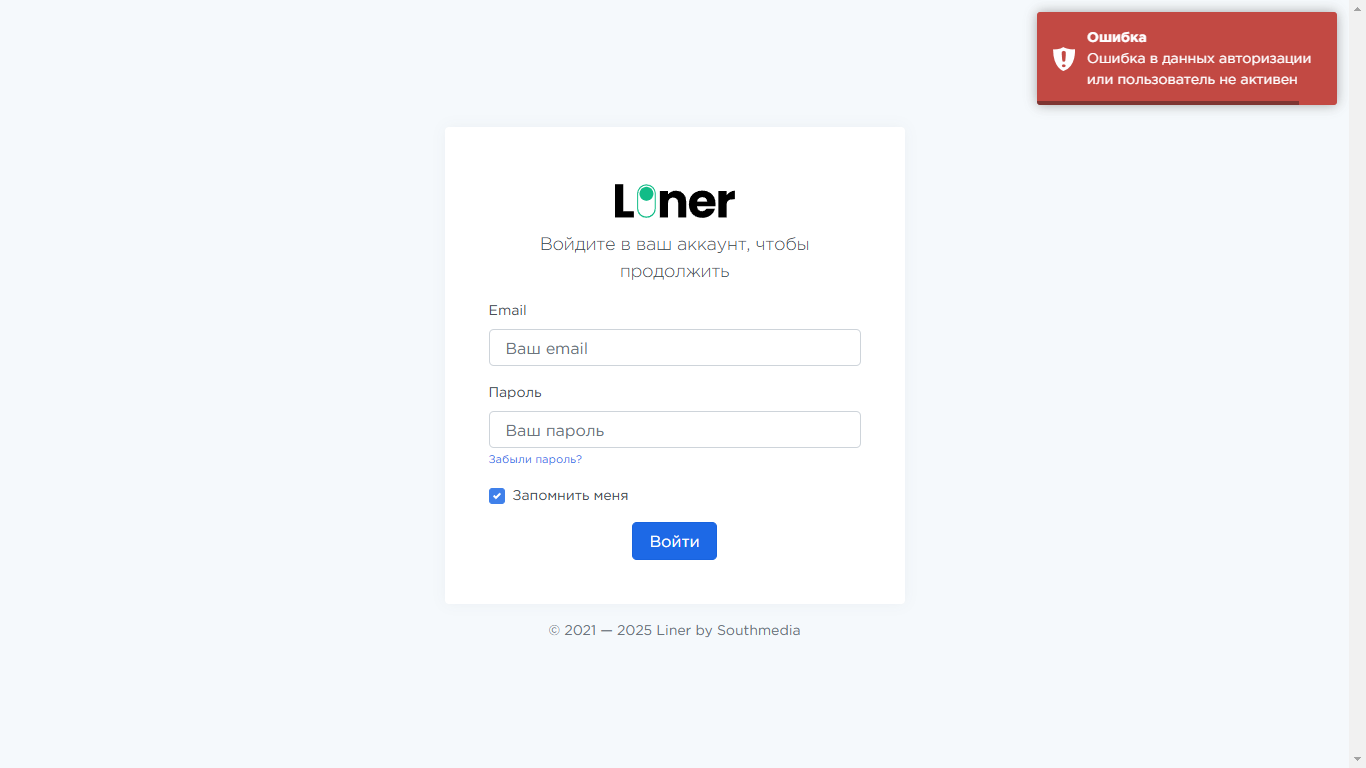 Ошибка
Ошибка в данных авторизации
или пользователь не активен
Liner
Войдите в ваш аккаунт, чтобы
продолжить
Email
Ваш email
Пароль
Ваш пароль
Забыли пароль?
Запомнить меня
Войти
© 2021 — 2025 Liner by Southmedia